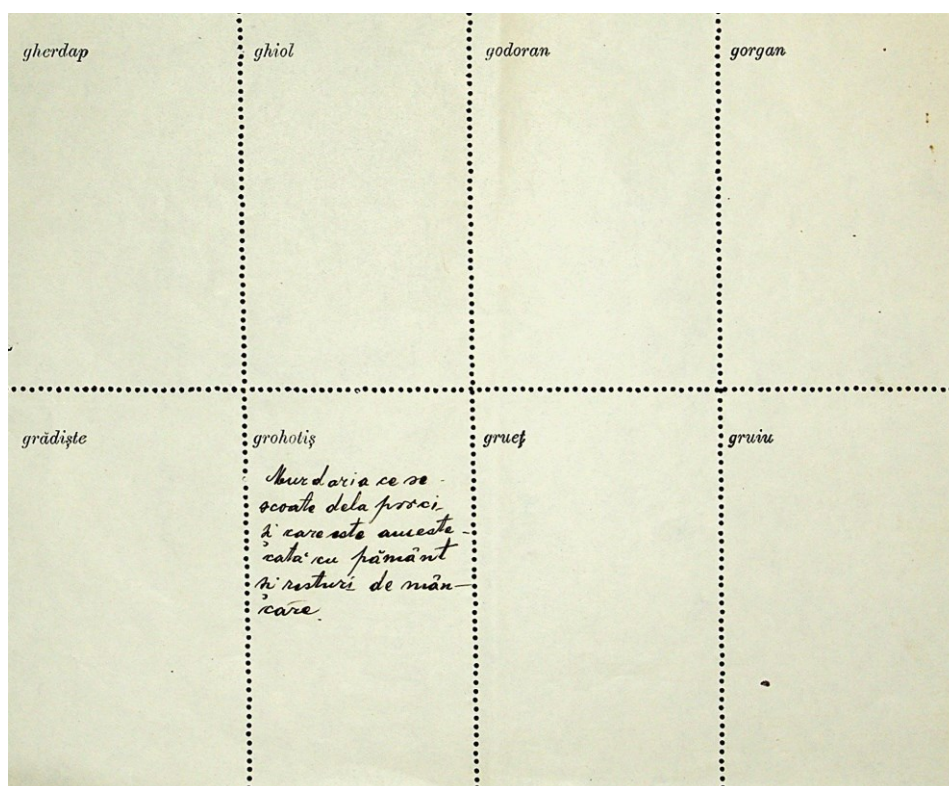 gherdap
ghiol
godoran
gorgan
grădiște
grohotiș
grueț
gruiu
Murdaria ce se
scoate dela porci
și care este ameste-
cată cu pământ
și resturi de mân-
care.